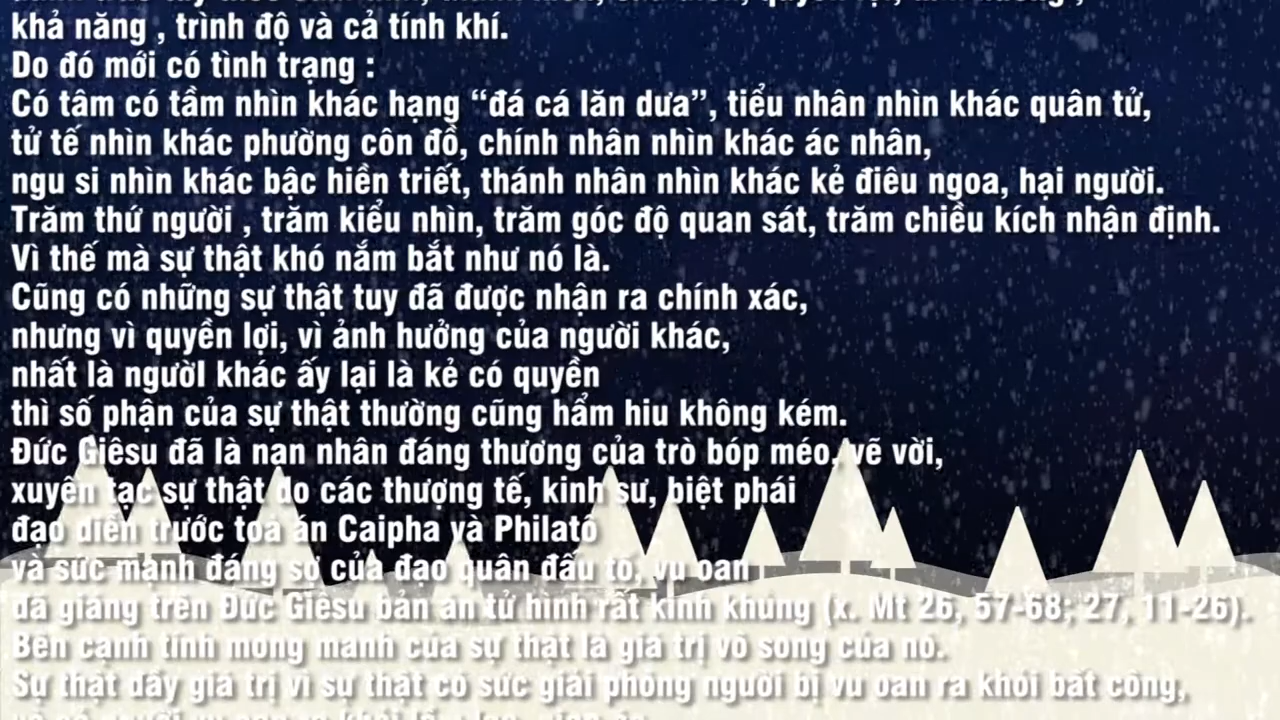 khả năng , trình độ và cả tính khí.
Do đó mới có tình trạng :
Có tâm có tầm nhìn khác hạng “đá cá lăn dưa”, tiểu nhân nhìn khác quân tử,
tử tế nhìn khác phường côn đồ, chính nhân nhìn khác ác nhân,
ngu si nhìn khác bậc hiền triết, thánh nhân nhìn khác kẻ điêu ngoa, hại người.
Trăm thứ người , trăm kiểu nhìn, trăm góc độ quan sát, trăm chiều kích nhận định.
Vì thế mà sự thật khó nắm bắt như nó là.
Cũng có những sự thật tuy đã được nhận ra chính xác,
nhưng vì quyền lợi, vì ảnh hưởng của người khác,
nhất là ngườI khác ấy lại là kẻ có quyền
thì số phận của sự thật thường cũng hẩm hiu không kém.
Đức Giêsu đã là nạn nhân đáng thương của trò bóp méo, vẽ vời,
xuyên tạc sự thật do các thượng tế, kinh sư, biệt phái
đạo diễn trước toà án Caipha và Philatô
và sức mạnh đáng sợ của đạo quân đấu tố, vu oan
đã giáng trên Đức Giêsu bản án tử hình rất kinh khủng (x. Mt 26, 57-68; 27, 11-26).
Bên cạnh tính mỏng manh của sự thật là giá trị vô song của nó.
Sự thật đầy giá trị vì sự thật có sức giải phóng người bị vu oan ra khỏi bất công,